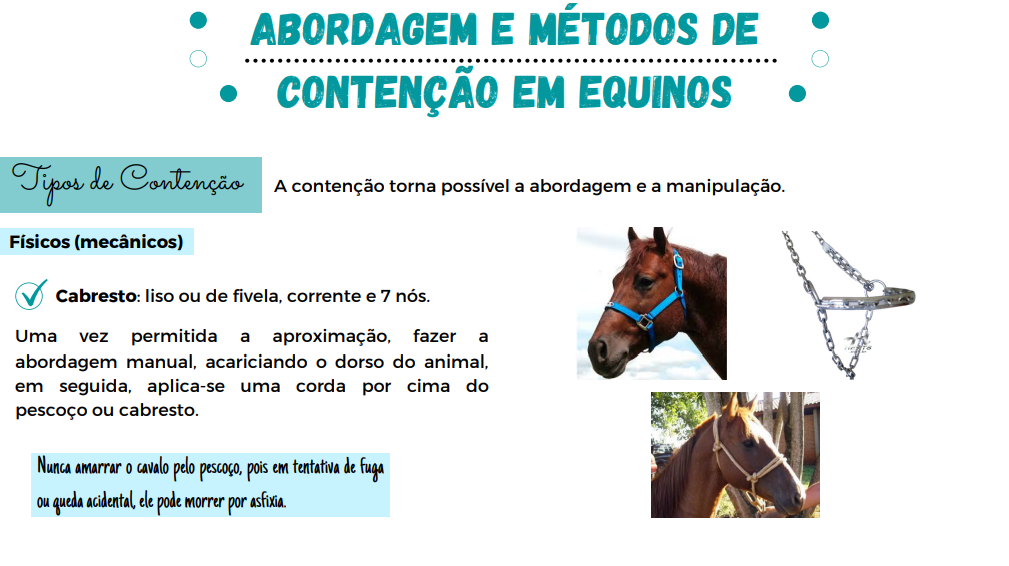 ABORDAGEM E MÉTODOS DE
CONTENÇÃO EM EQUINOS
Tipos de Contenção
A contenção torna possível a abordagem e a manipulação.
Físicos (mecânicos)
Cabresto: liso ou de fivela, corrente e 7 nós.
Uma vez permitida a aproximação, fazer a
abordagem manual, acariciando o dorso do animal,
em seguida, aplica-se uma corda por cima do
pescoço ou cabresto.
Nunca amarrar o cavalo pelo pescoço, pois em tentativa de fuga
ou queda acidental, ele pode morrer por asfixia.